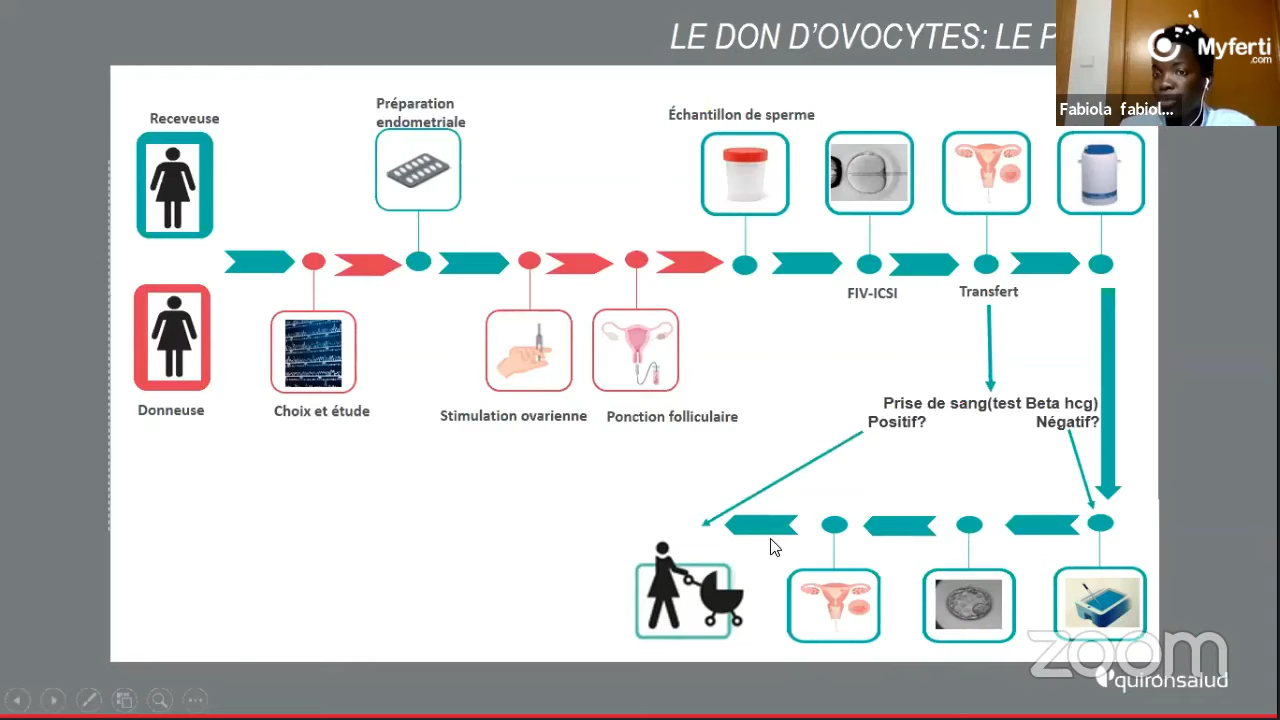 LE DON D'OVOCYTES: LE P
Myferti
.com
Fabiola fabiol...
Receveuse
Préparation
endometriale
Échantillon de sperme
FIV-ICSI
Transfert
Donneuse
Choix et étude
Stimulation ovarienne
Ponction folliculaire
Prise de sang(test Beta hcg)
Positif?
Négatif?
zoom
quirónsalud